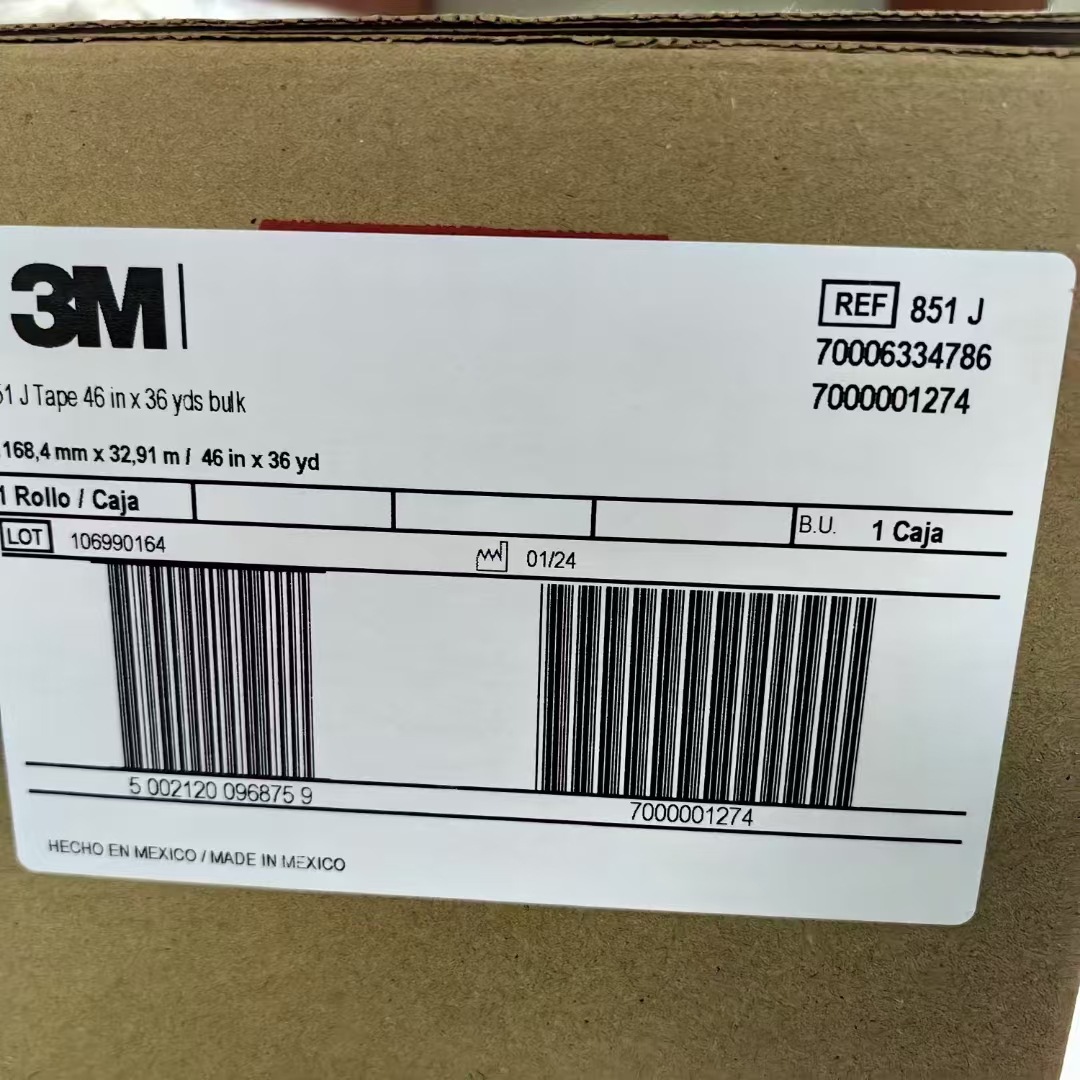 3M
REF 851 J
70006334786
7000001274
51 J Tape 46 in x 36 yds bulk
168,4 mm x 32,91 m / 46 in x 36 yd
1 Rollo / Caja
B.U. 1 Caja
LOT 106990164
01/24
5 002120 096875 9
7000001274
HECHO EN MEXICO / MADE IN MEXICO